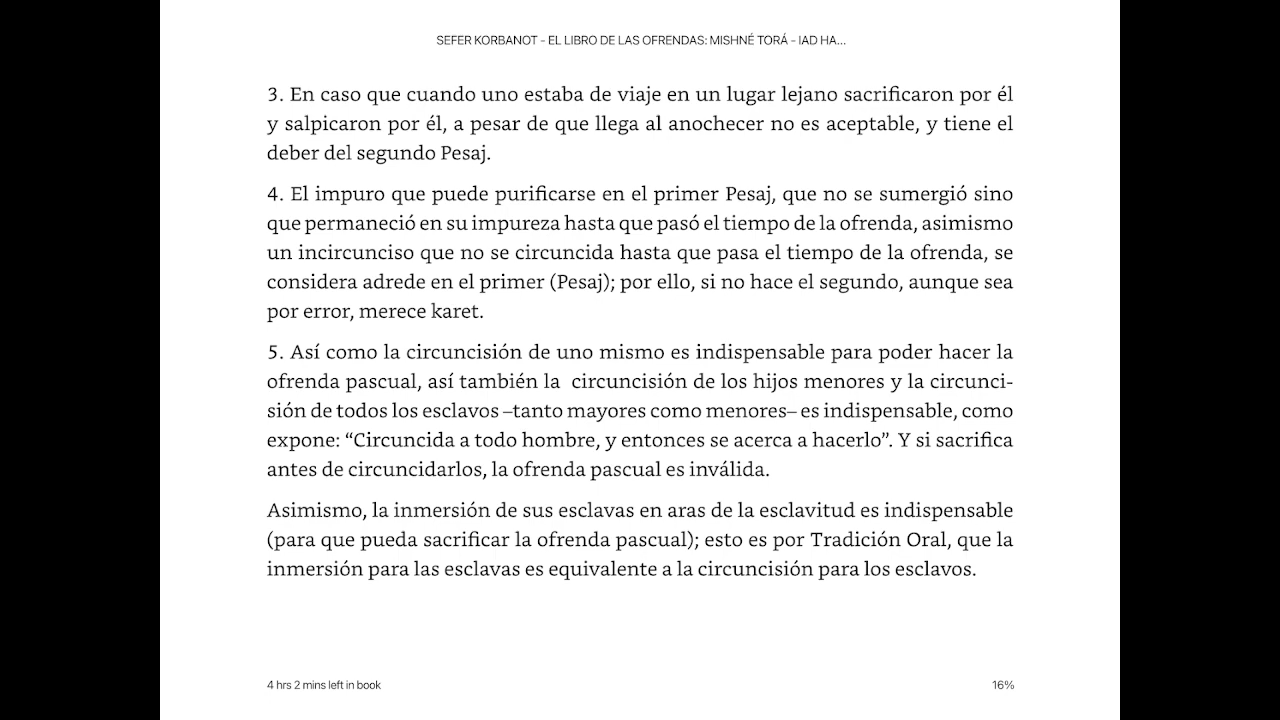 SEFER KORBANOT - EL LIBRO DE LAS OFRENDAS: MISHNÉ TORÁ - IAD HA...
3. En caso que cuando uno estaba de viaje en un lugar lejano sacrificaron por él
y salpicaron por él, a pesar de que llega al anochecer no es aceptable, y tiene el
deber del segundo Pesaj.
4. El impuro que puede purificarse en el primer Pesaj, que no se sumergió sino
que permaneció en su impureza hasta que pasó el tiempo de la ofrenda, asimismo
un incircunciso que no se circuncida hasta que pasa el tiempo de la ofrenda, se
considera adrede en el primer (Pesaj); por ello, si no hace el segundo, aunque sea
por error, merece karet.
5. Así como la circuncisión de uno mismo es indispensable para poder hacer la
ofrenda pascual, así también la  circuncisión de los hijos menores y la circunci-
sión de todos los esclavos –tanto mayores como menores– es indispensable, como
expone: “Circuncida a todo hombre, y entonces se acerca a hacerlo”. Y si sacrifica
antes de circuncidarlos, la ofrenda pascual es inválida.
Asimismo, la inmersión de sus esclavas en aras de la esclavitud es indispensable
(para que pueda sacrificar la ofrenda pascual); esto es por Tradición Oral, que la
inmersión para las esclavas es equivalente a la circuncisión para los esclavos.
4 hrs 2 mins left in book
16%